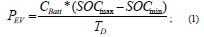 P_EV = C_Batt * (SOC_max − SOC_min) / T_D ; (1)